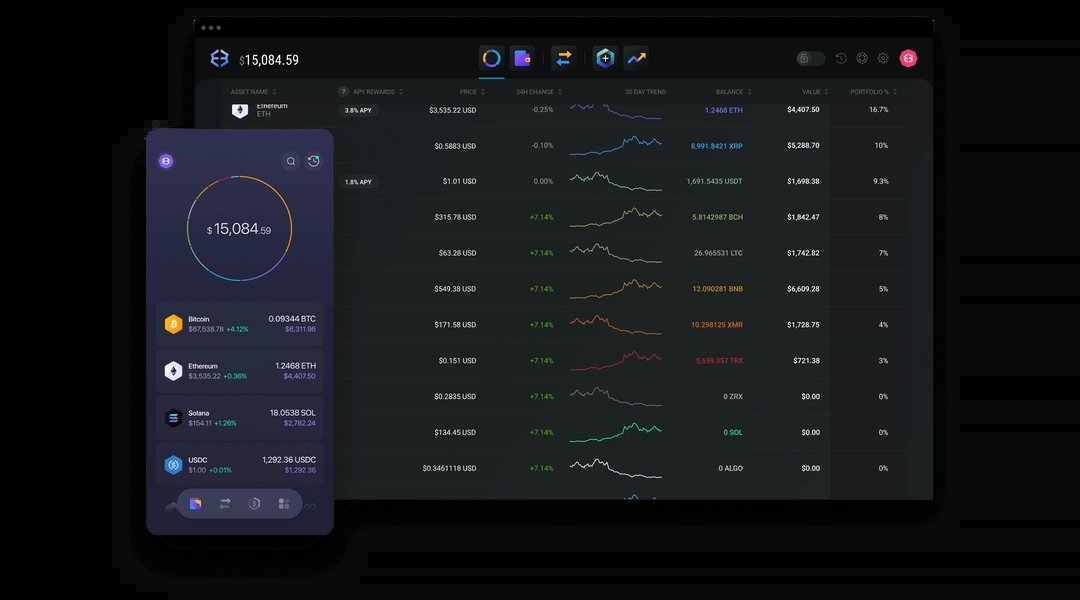 $15,084.59
ASSET NAME ? APY REWARDS PRICE 24H CHANGE 30 DAY TREND BALANCE VALUE PORTFOLIO %
Ethereum
ETH
3.8% APY $3,535.22 USD -0.25% 1.2468 ETH $4,407.50 16.7%
$0.5883 USD -0.10% 8,991.8421 XRP $5,288.70 10%
1.8% APY $1.01 USD 0.00% 1,691.5435 USDT $1,698.38 9.3%
$315.78 USD +7.14% 5.8142987 BCH $1,842.47 8%
$63.28 USD +7.14% 26.965531 LTC $1,742.82 7%
$549.38 USD +7.14% 12.090281 BNB $6,609.28 5%
$171.58 USD +7.14% 10.298125 XMR $1,728.75 4%
$0.151 USD +7.14% 5,659.357 TRX $721.38 3%
$0.2835 USD +7.14% 0 ZRX $0.00 0%
$134.45 USD +7.14% 0 SOL $0.00 0%
$0.3461118 USD +7.14% 0 ALGO $0.00 0%
$15,084.59
Bitcoin 0.09344 BTC
$67,538.78 +4.12% $6,311.96
Ethereum 1.2468 ETH
$3,535.22 +0.36% $4,407.50
Solana 18.0538 SOL
$154.11 +1.26% $2,782.24
USDC 1,292.36 USDC
$1.00 +0.01% $1,292.36